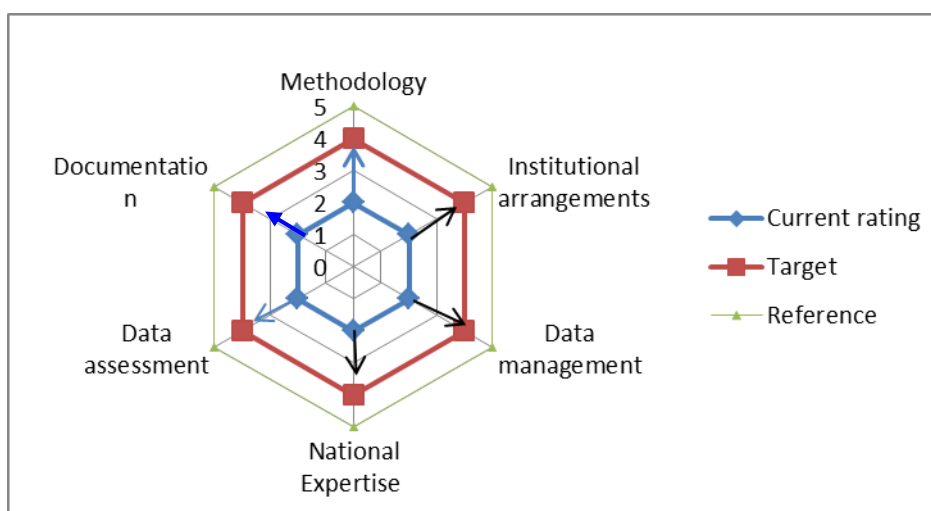 Methodology
5
4
3
2
1
0
Institutional
arrangements
Data
management
National
Expertise
Data
assessment
Documentatio
n
Current rating
Target
Reference